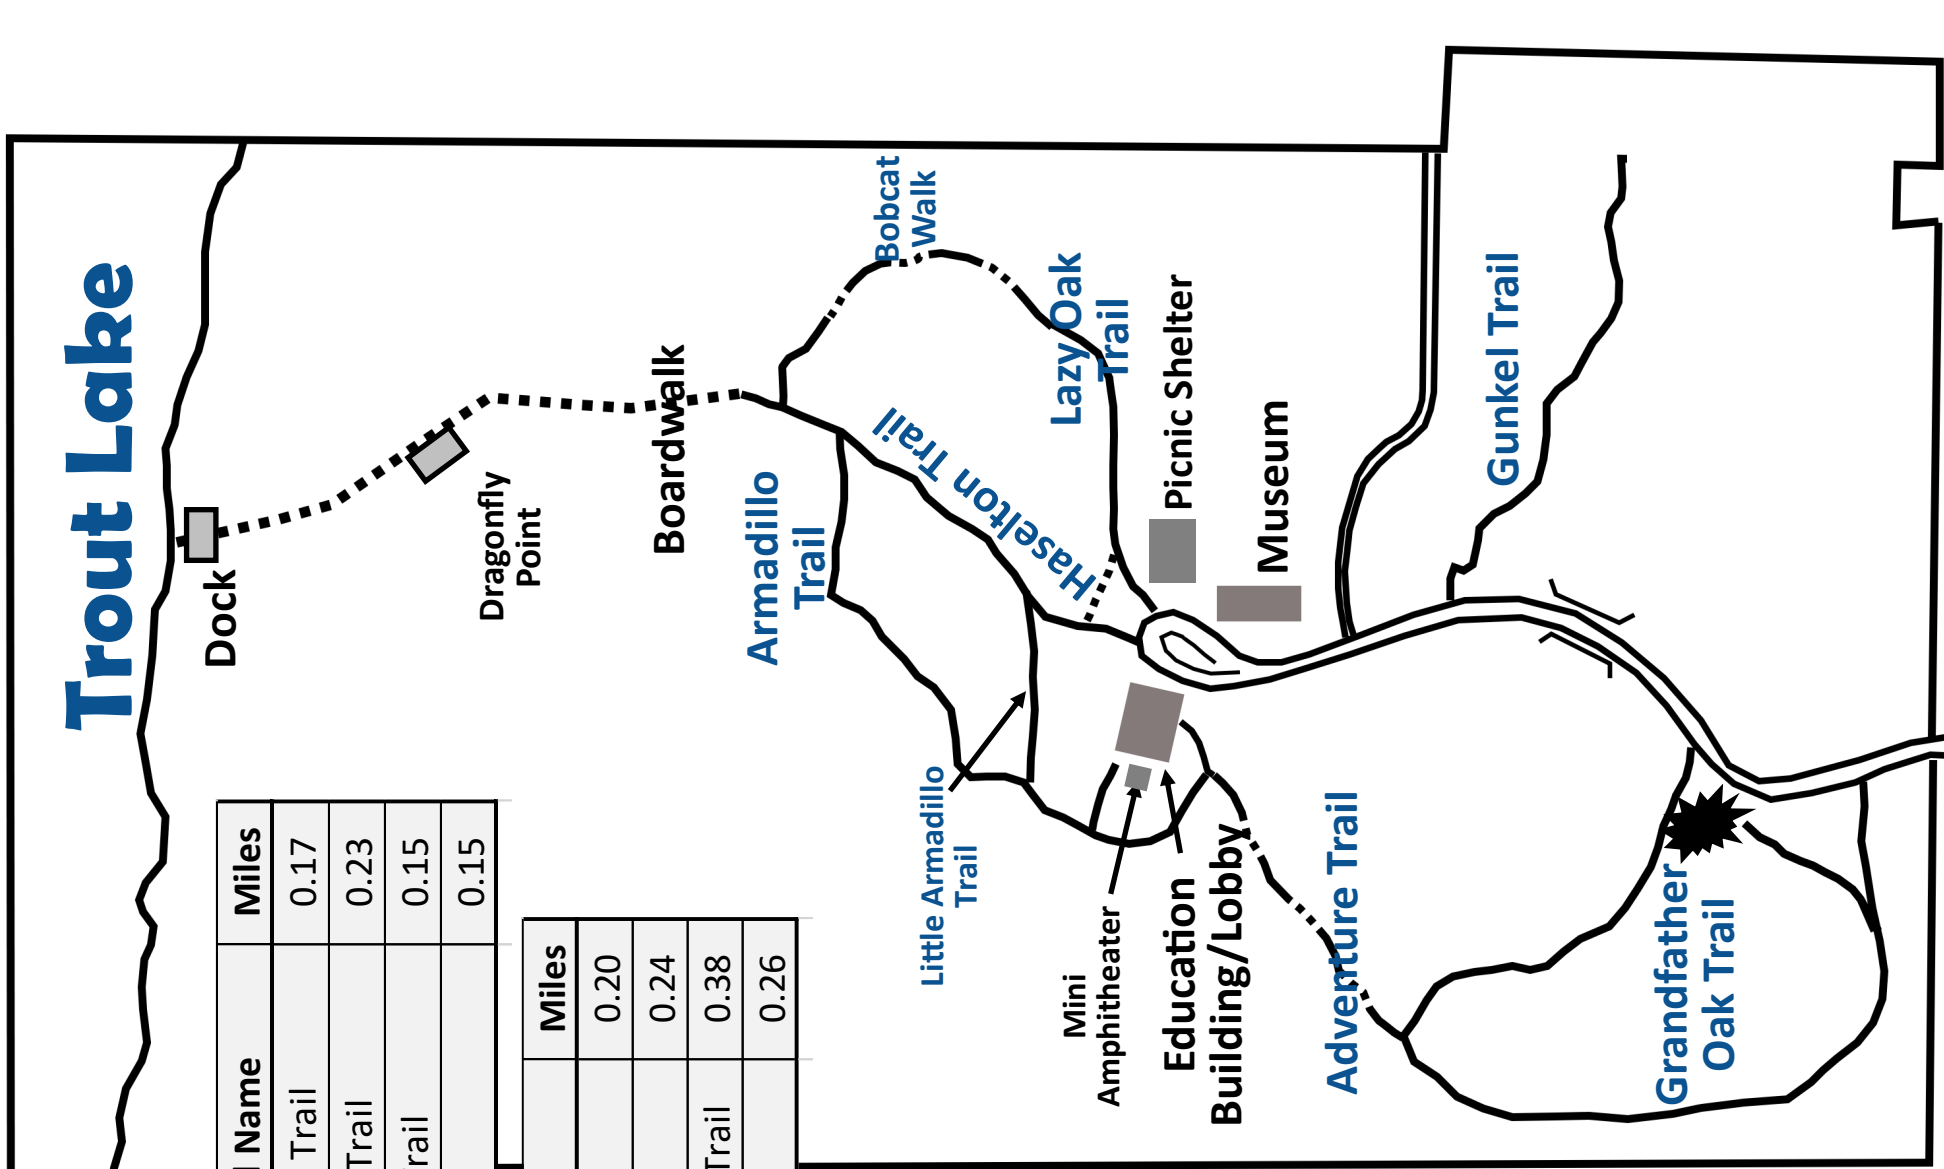 Trout Lake
Dock
Dragonfly
Point
Boardwalk
Armadillo
Trail
Bobcat
Walk
Haselton Trail
Lazy Oak
Trail
Picnic Shelter
Museum
Gunkel Trail
Little Armadillo
Trail
Mini
Amphitheater
Education
Building/Lobby
Adventure Trail
Grandfather
Oak Trail
Name Miles
Trail 0.17
Trail 0.23
0.15
0.15
Miles
0.20
0.24
Trail 0.38
0.26